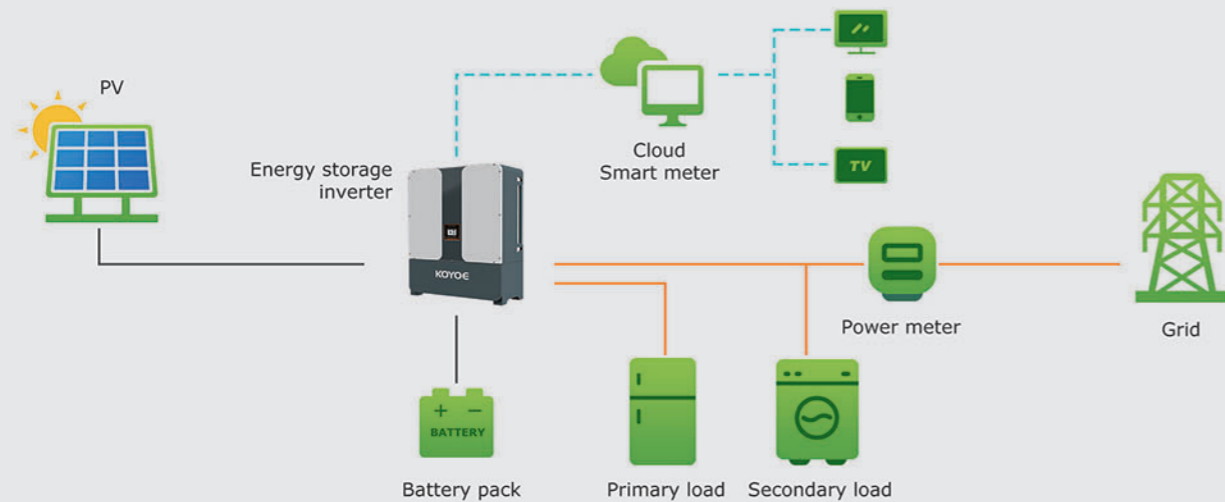 PV
Energy storage
inverter
KOYOE
Cloud
Smart meter
TV
Power meter
Grid
+ −
BATTERY
Battery pack
Primary load
Secondary load